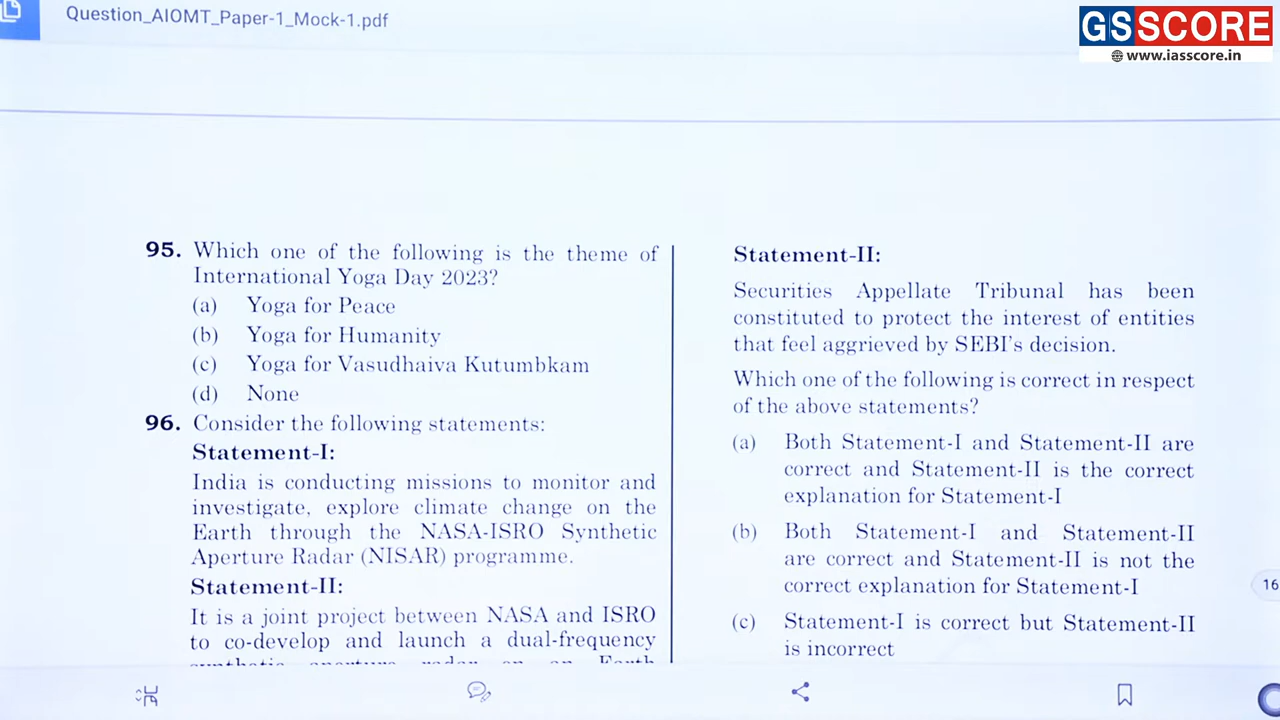 Question_AIOMT_Paper-1_Mock-1.pdf
GSSCORE
www.iasscore.in
95. Which one of the following is the theme of
International Yoga Day 2023?
(a) Yoga for Peace
(b) Yoga for Humanity
(c) Yoga for Vasudhaiva Kutumbkam
(d) None
96. Consider the following statements:
Statement-I:
India is conducting missions to monitor and
investigate, explore climate change on the
Earth through the NASA-ISRO Synthetic
Aperture Radar (NISAR) programme.
Statement-II:
It is a joint project between NASA and ISRO
to co-develop and launch a dual-frequency
Statement-II:
Securities Appellate Tribunal has been
constituted to protect the interest of entities
that feel aggrieved by SEBI's decision.
Which one of the following is correct in respect
of the above statements?
(a) Both Statement-I and Statement-II are
correct and Statement-II is the correct
explanation for Statement-I
(b) Both Statement-I and Statement-II
are correct and Statement-II is not the
correct explanation for Statement-I
(c) Statement-I is correct but Statement-II
is incorrect
16